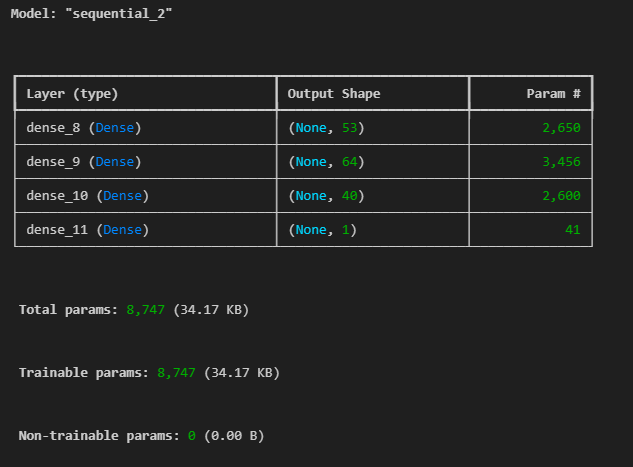 Model: "sequential_2"
Layer (type) Output Shape Param #
dense_8 (Dense) (None, 53) 2,650
dense_9 (Dense) (None, 64) 3,456
dense_10 (Dense) (None, 40) 2,600
dense_11 (Dense) (None, 1) 41
Total params: 8,747 (34.17 KB)
Trainable params: 8,747 (34.17 KB)
Non-trainable params: 0 (0.00 B)